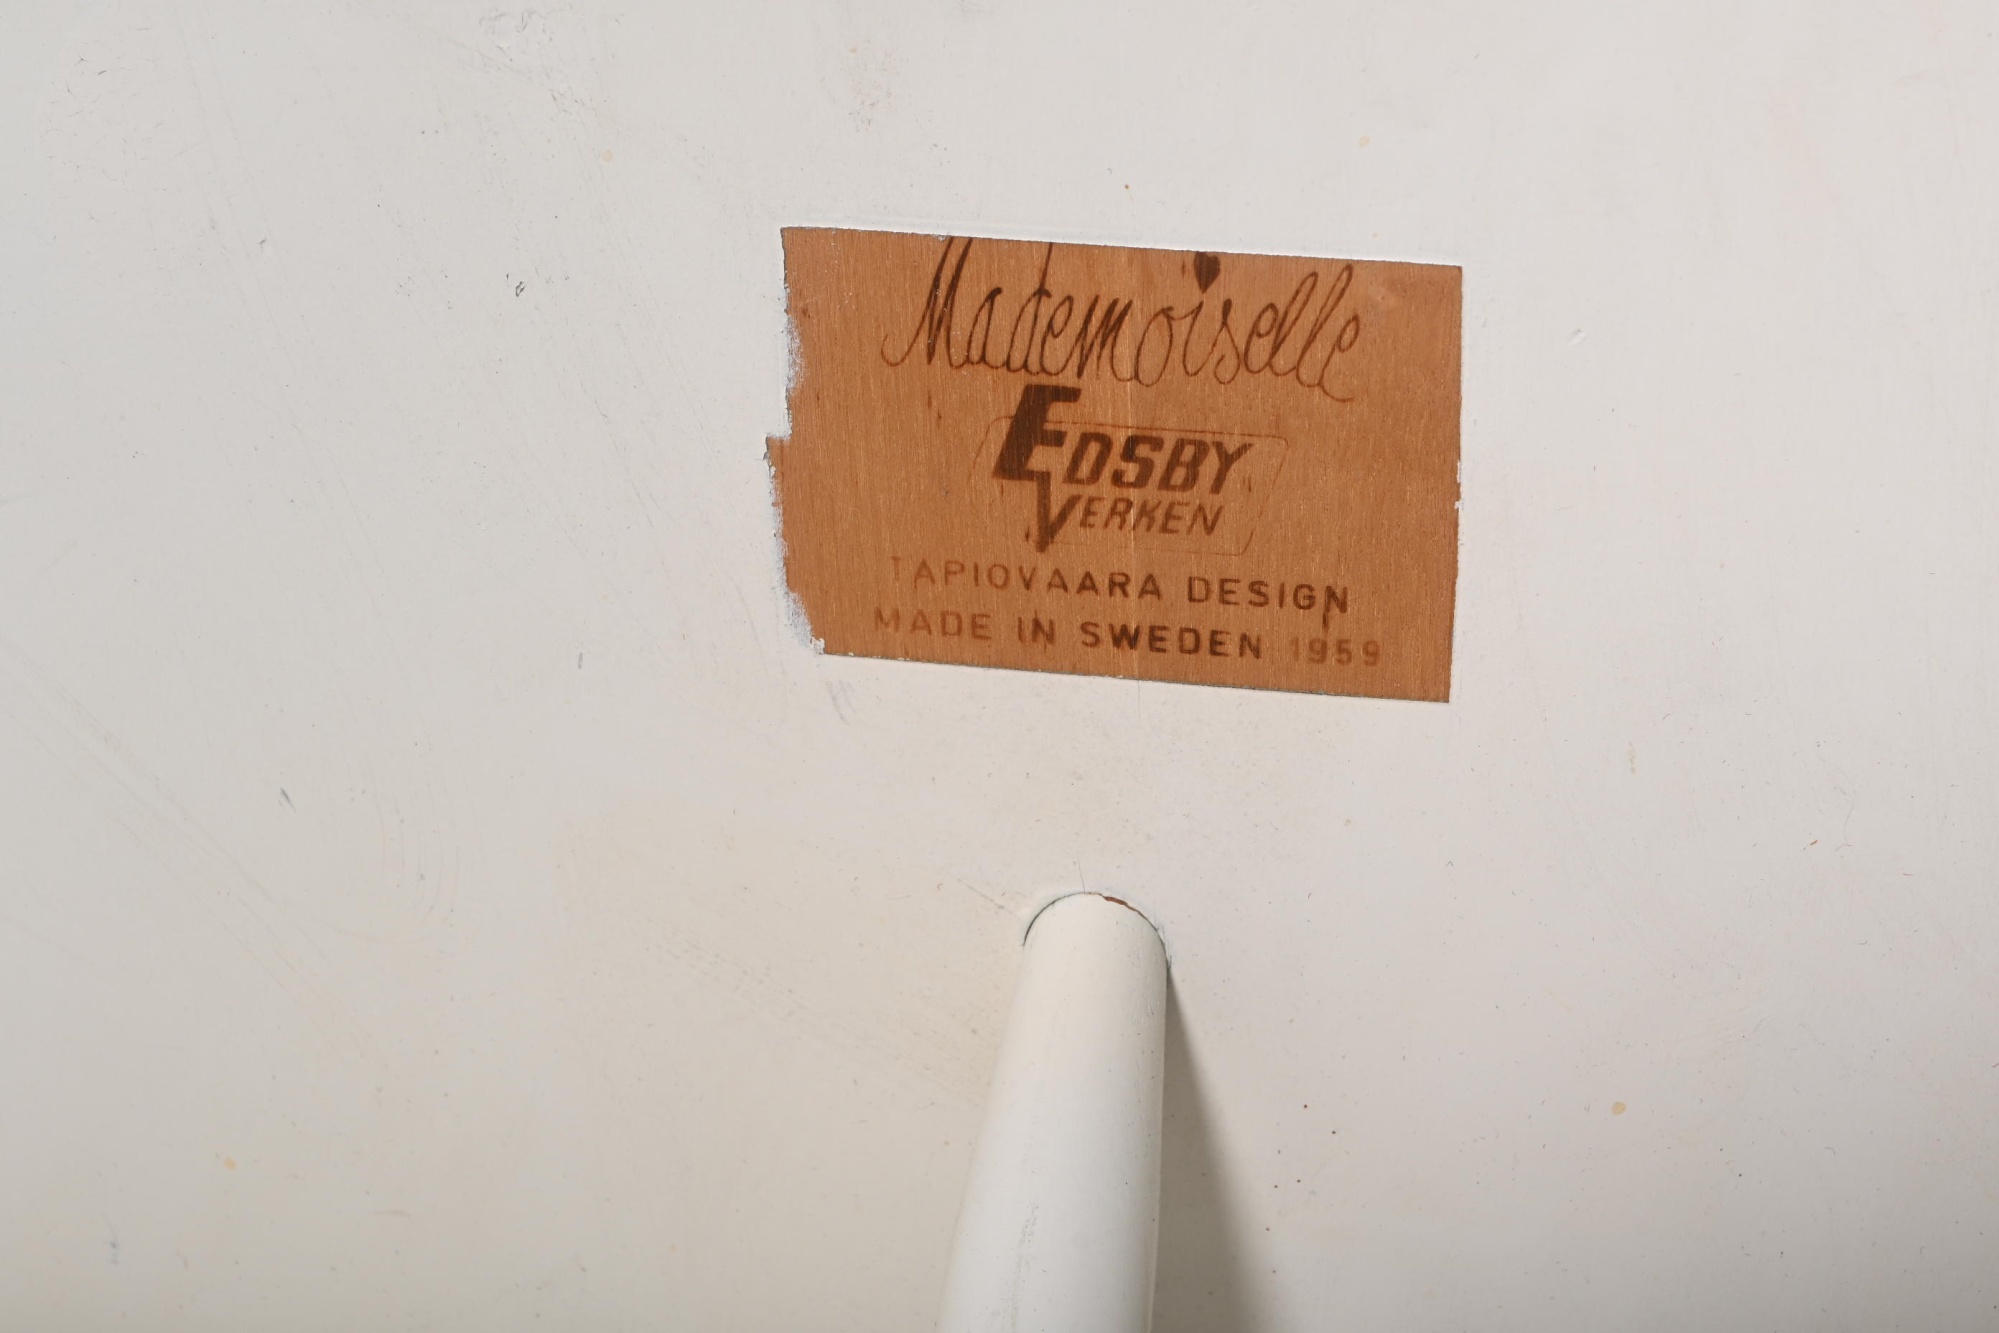 Mademoiselle
EDSBY
VERKEN
TAPIOVAARA DESIGN
MADE IN SWEDEN 1959